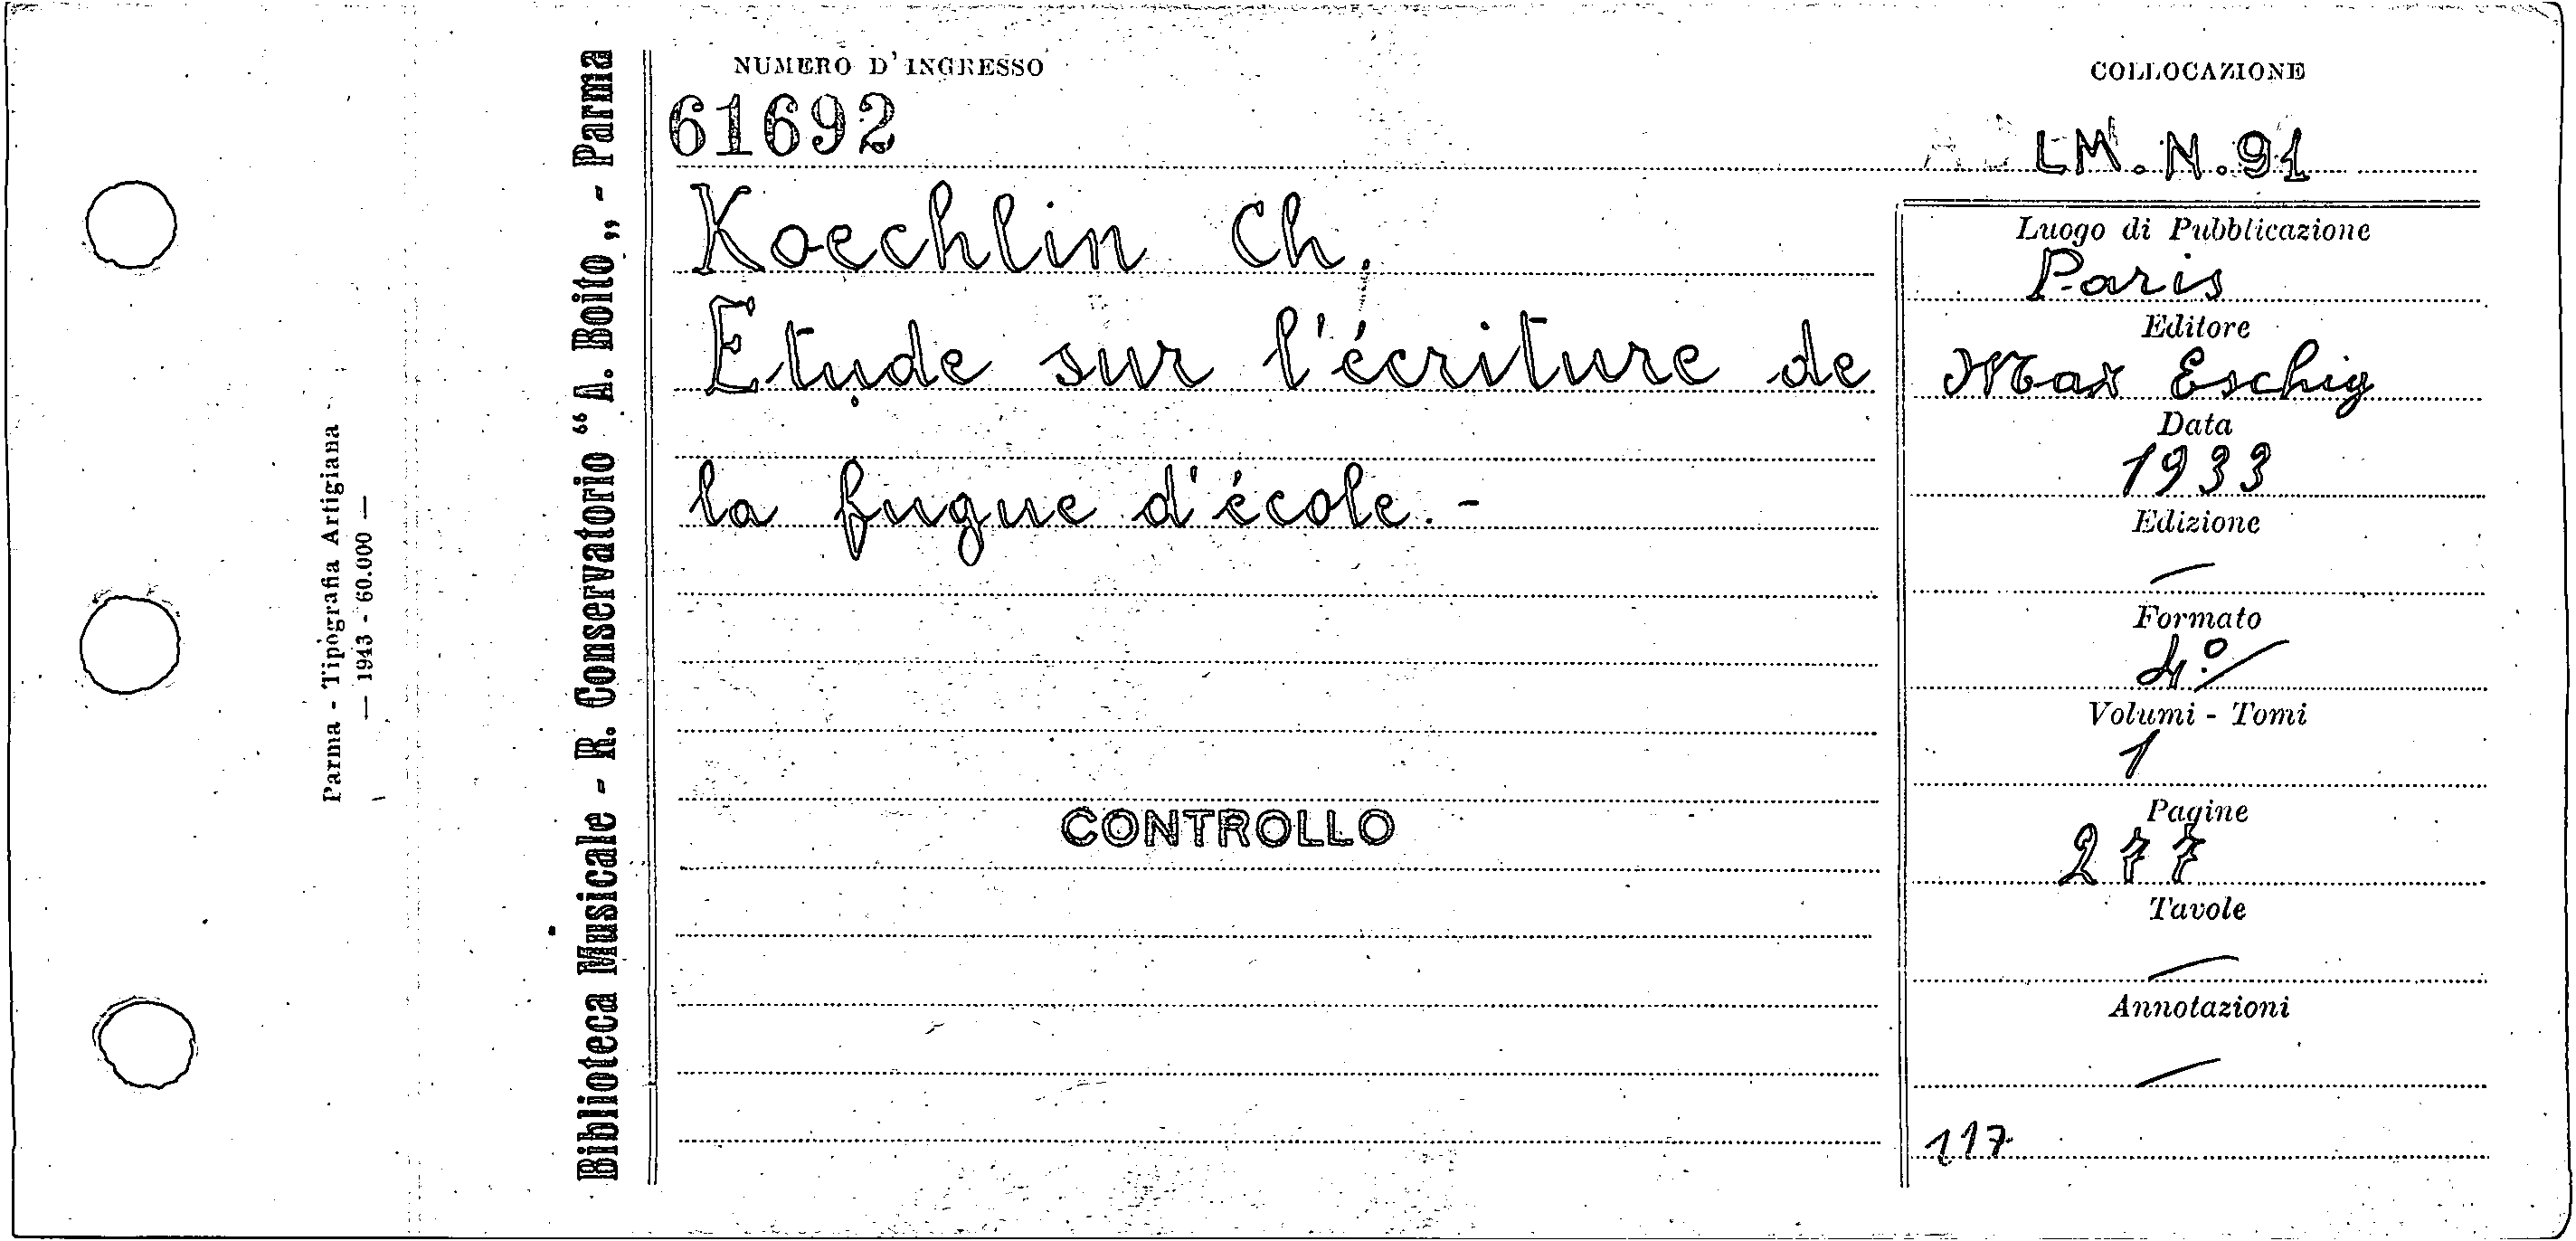 Parma - Tipografia Artigiana -
— 1943 - 60.000 —
Biblioteca Musicale - R. Conservatorio “A. Boito„ - Parma
NUMERO D'INGRESSO
61692
COLLOCAZIONE
LM.N.91
Koechlin Ch.
Etude sur l'écriture de
la fugue d'école.-
CONTROLLO
Luogo di Pubblicazione
Paris
Editore
Max Eschig
Data
1933
Edizione
—
Formato
4º/
Volumi - Tomi
1
Pagine
277
Tavole
—
Annotazioni
—
117